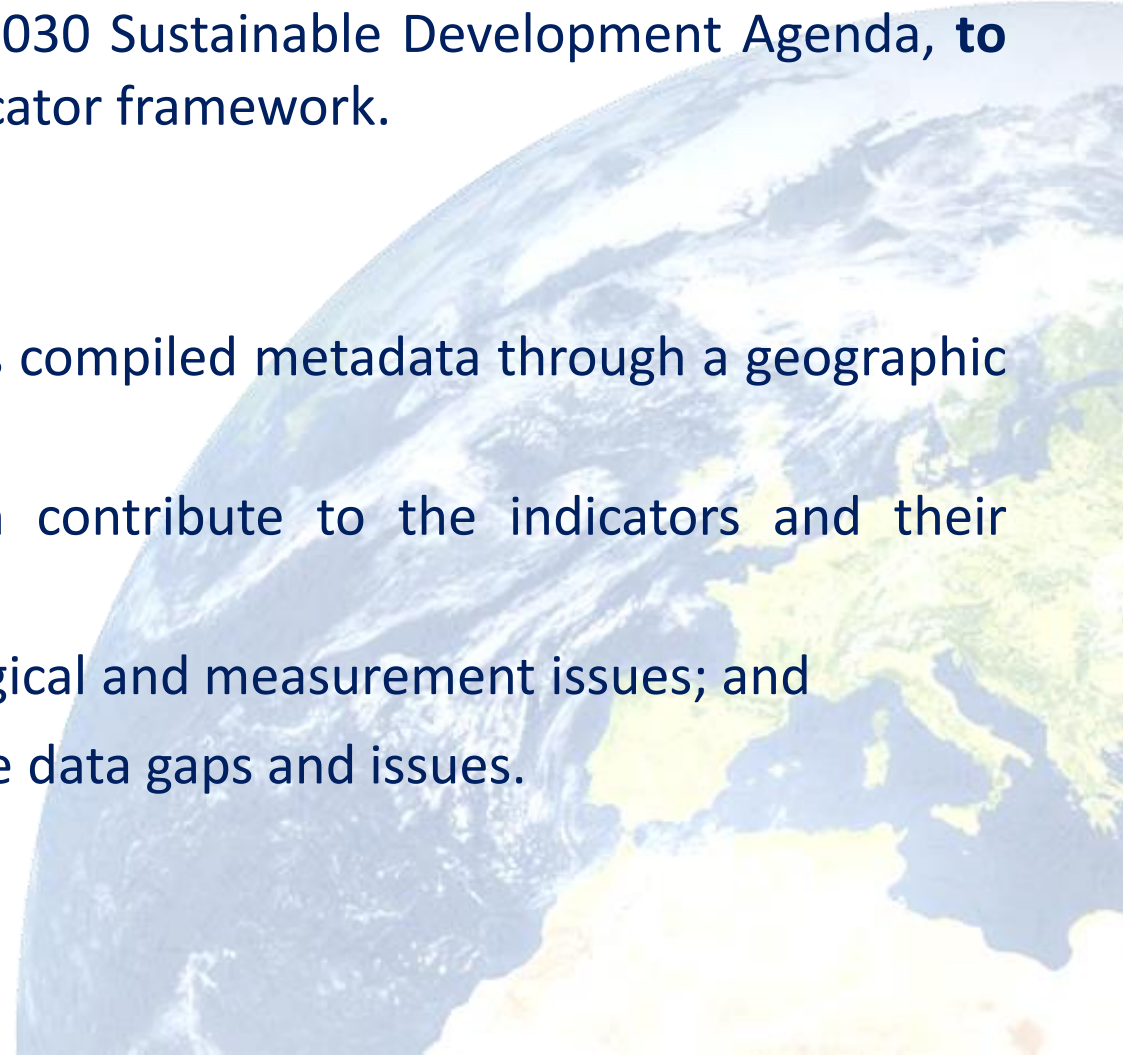 030 Sustainable Development Agenda, to
cator framework.
s compiled metadata through a geographic
contribute to the indicators and their
gical and measurement issues; and
e data gaps and issues.